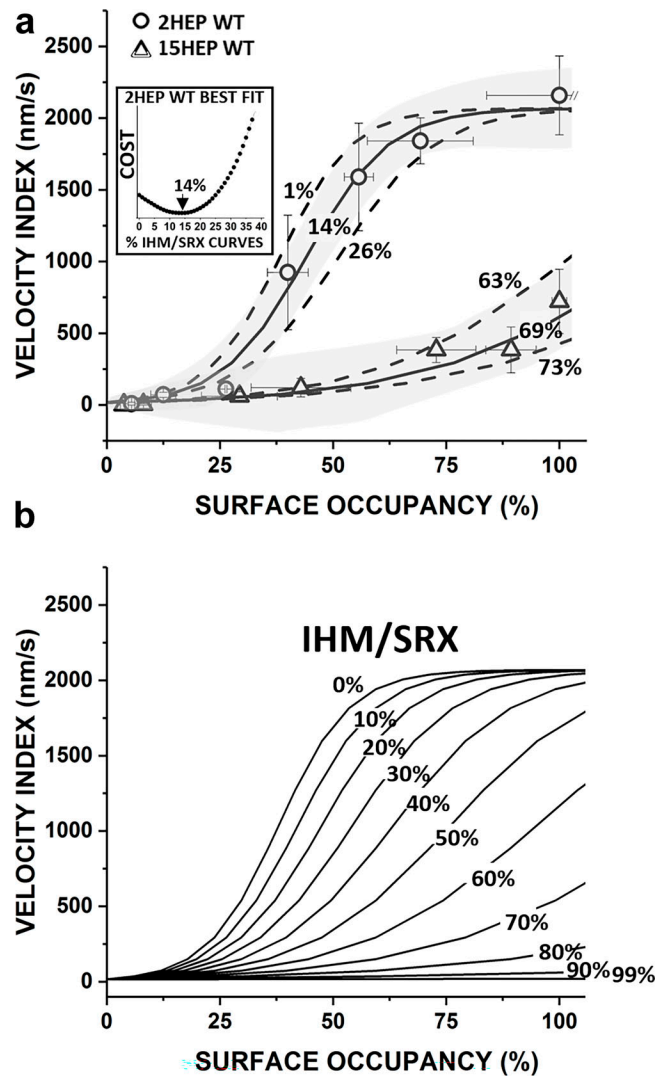 a
2HEP WT
15HEP WT
2HEP WT BEST FIT
COST
14%
0 5 10 15 20 25 30 35 40
% IHM/SRX CURVES
1%
14%
26%
63%
69%
73%
VELOCITY INDEX (nm/s)
2500
2000
1500
1000
500
0
0 25 50 75 100
SURFACE OCCUPANCY (%)
b
IHM/SRX
0%
10%
20%
30%
40%
50%
60%
70%
80%
90% 99%
VELOCITY INDEX (nm/s)
2500
2000
1500
1000
500
0
0 25 50 75 100
SURFACE OCCUPANCY (%)